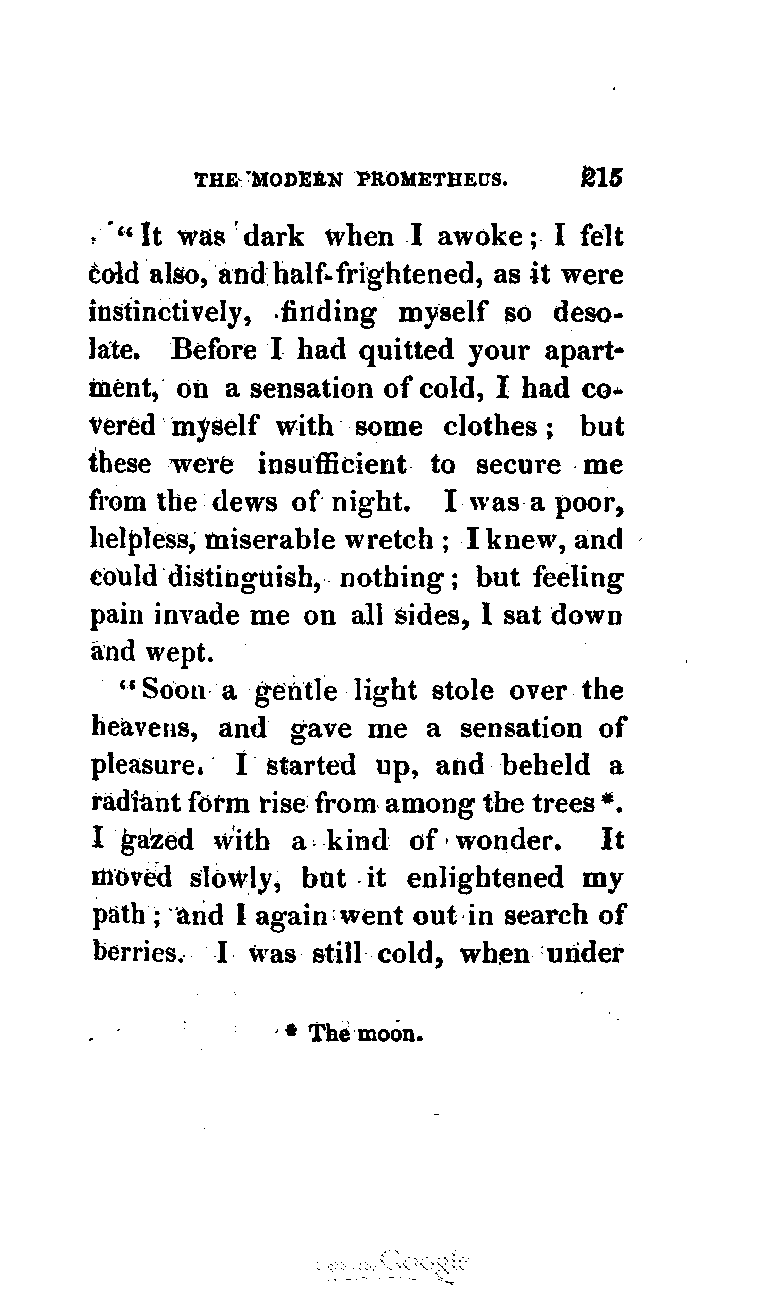 THE MODERN PROMETHEUS. 215
"It was dark when I awoke; I felt
cold also, and half-frightened, as it were
instinctively, finding myself so deso-
late. Before I had quitted your apart-
ment, on a sensation of cold, I had co-
vered myself with some clothes; but
these were insufficient to secure me
from the dews of night. I was a poor,
helpless, miserable wretch; I knew, and
could distinguish, nothing; but feeling
pain invade me on all sides, I sat down
and wept.
"Soon a gentle light stole over the
heavens, and gave me a sensation of
pleasure. I started up, and beheld a
radiant form rise from among the trees *.
I gazed with a kind of wonder. It
moved slowly, but it enlightened my
path; and I again went out in search of
berries. I was still cold, when under
* The moon.
Google